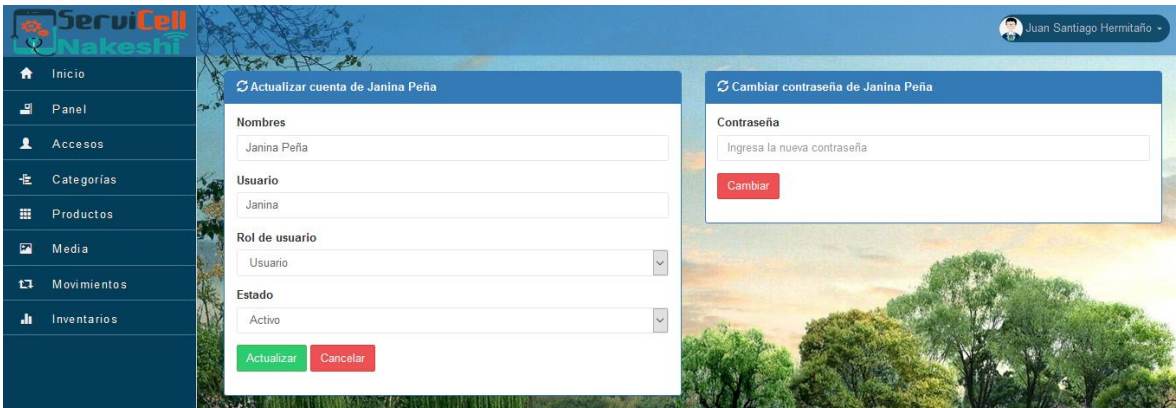 ServiCell
Nakeshi
Juan Santiago Hermitaño
Inicio
Panel
Accesos
Categorías
Productos
Media
Movimientos
Inventarios
Actualizar cuenta de Janina Peña
Nombres
Janina Peña
Usuario
Janina
Rol de usuario
Usuario
Estado
Activo
Actualizar
Cancelar
Cambiar contraseña de Janina Peña
Contraseña
Ingresa la nueva contraseña
Cambiar